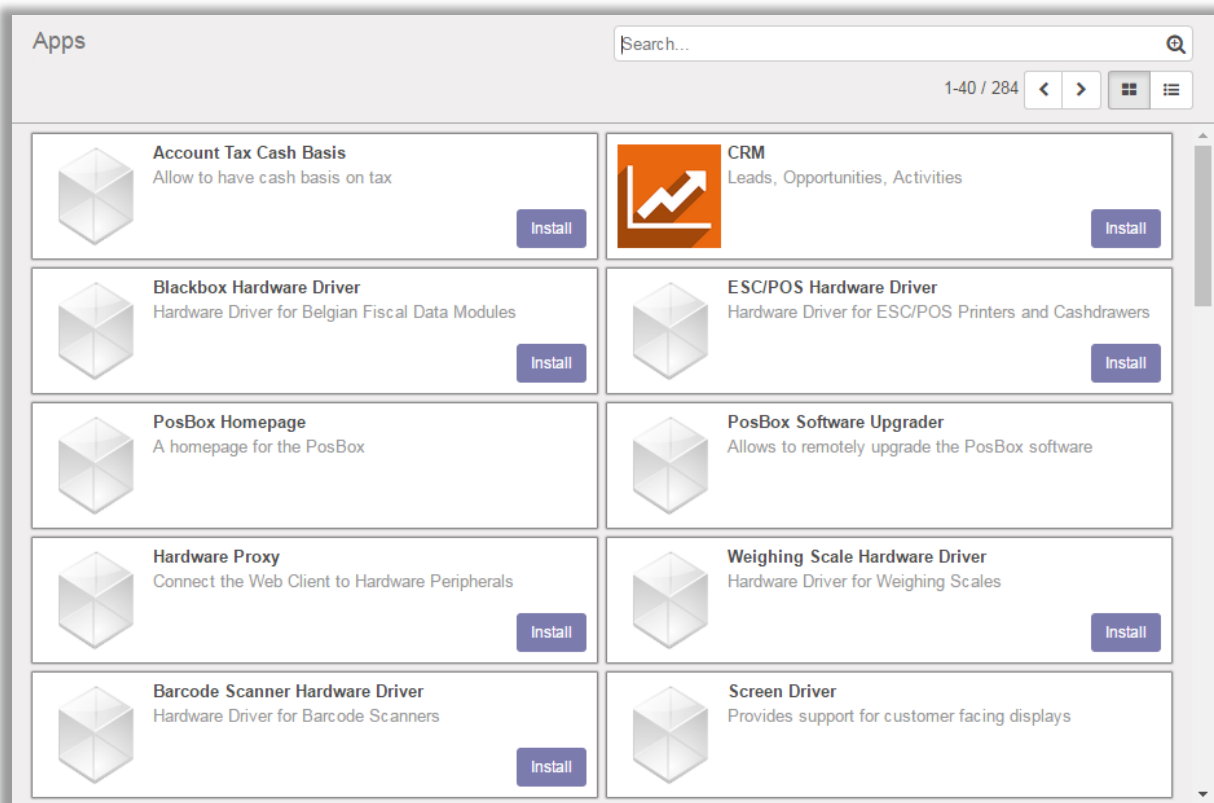 Apps
Search...
1-40 / 284
Account Tax Cash Basis
Allow to have cash basis on tax
Install
CRM
Leads, Opportunities, Activities
Install
Blackbox Hardware Driver
Hardware Driver for Belgian Fiscal Data Modules
Install
ESC/POS Hardware Driver
Hardware Driver for ESC/POS Printers and Cashdrawers
Install
PosBox Homepage
A homepage for the PosBox
PosBox Software Upgrader
Allows to remotely upgrade the PosBox software
Hardware Proxy
Connect the Web Client to Hardware Peripherals
Install
Weighing Scale Hardware Driver
Hardware Driver for Weighing Scales
Install
Barcode Scanner Hardware Driver
Hardware Driver for Barcode Scanners
Install
Screen Driver
Provides support for customer facing displays